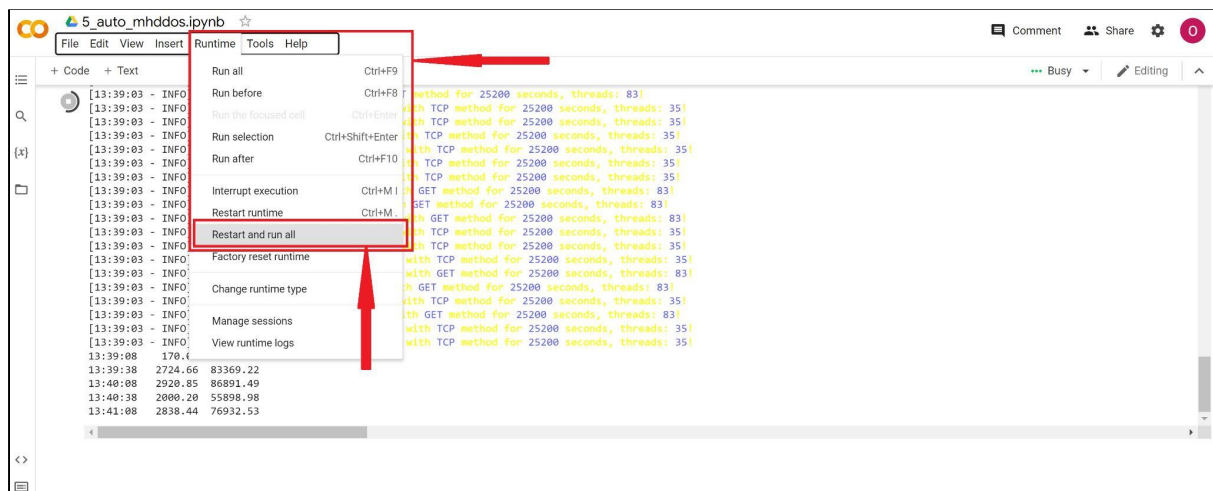 5_auto_mhddos.ipynb
Comment Share O
File Edit View Insert Runtime Tools Help
+ Code + Text
Busy Editing
Run all Ctrl+F9
Run before Ctrl+F8
Run the focused cell Ctrl+Enter
Run selection Ctrl+Shift+Enter
Run after Ctrl+F10
Interrupt execution Ctrl+M I
Restart runtime Ctrl+M .
Restart and run all
Factory reset runtime
Change runtime type
Manage sessions
View runtime logs
[13:39:03 - INFO method for 25200 seconds, threads: 83!
[13:39:03 - INFO with TCP method for 25200 seconds, threads: 35!
[13:39:03 - INFO with TCP method for 25200 seconds, threads: 35!
[13:39:03 - INFO TCP method for 25200 seconds, threads: 35!
[13:39:03 - INFO with TCP method for 25200 seconds, threads: 35!
[13:39:03 - INFO TCP method for 25200 seconds, threads: 35!
[13:39:03 - INFO TCP method for 25200 seconds, threads: 35!
[13:39:03 - INFO GET method for 25200 seconds, threads: 83!
[13:39:03 - INFO GET method for 25200 seconds, threads: 83!
[13:39:03 - INFO GET method for 25200 seconds, threads: 83!
[13:39:03 - INFO TCP method for 25200 seconds, threads: 35!
[13:39:03 - INFO TCP method for 25200 seconds, threads: 35!
[13:39:03 - INFO with TCP method for 25200 seconds, threads: 35!
[13:39:03 - INFO with GET method for 25200 seconds, threads: 83!
[13:39:03 - INFO GET method for 25200 seconds, threads: 83!
[13:39:03 - INFO with TCP method for 25200 seconds, threads: 35!
[13:39:03 - INFO GET method for 25200 seconds, threads: 83!
[13:39:03 - INFO with TCP method for 25200 seconds, threads: 35!
[13:39:03 - INFO with TCP method for 25200 seconds, threads: 35!
13:39:08 170.
13:39:38 2724.66 83369.22
13:40:08 2920.85 86891.49
13:40:38 2000.20 55898.98
13:41:08 2838.44 76932.53